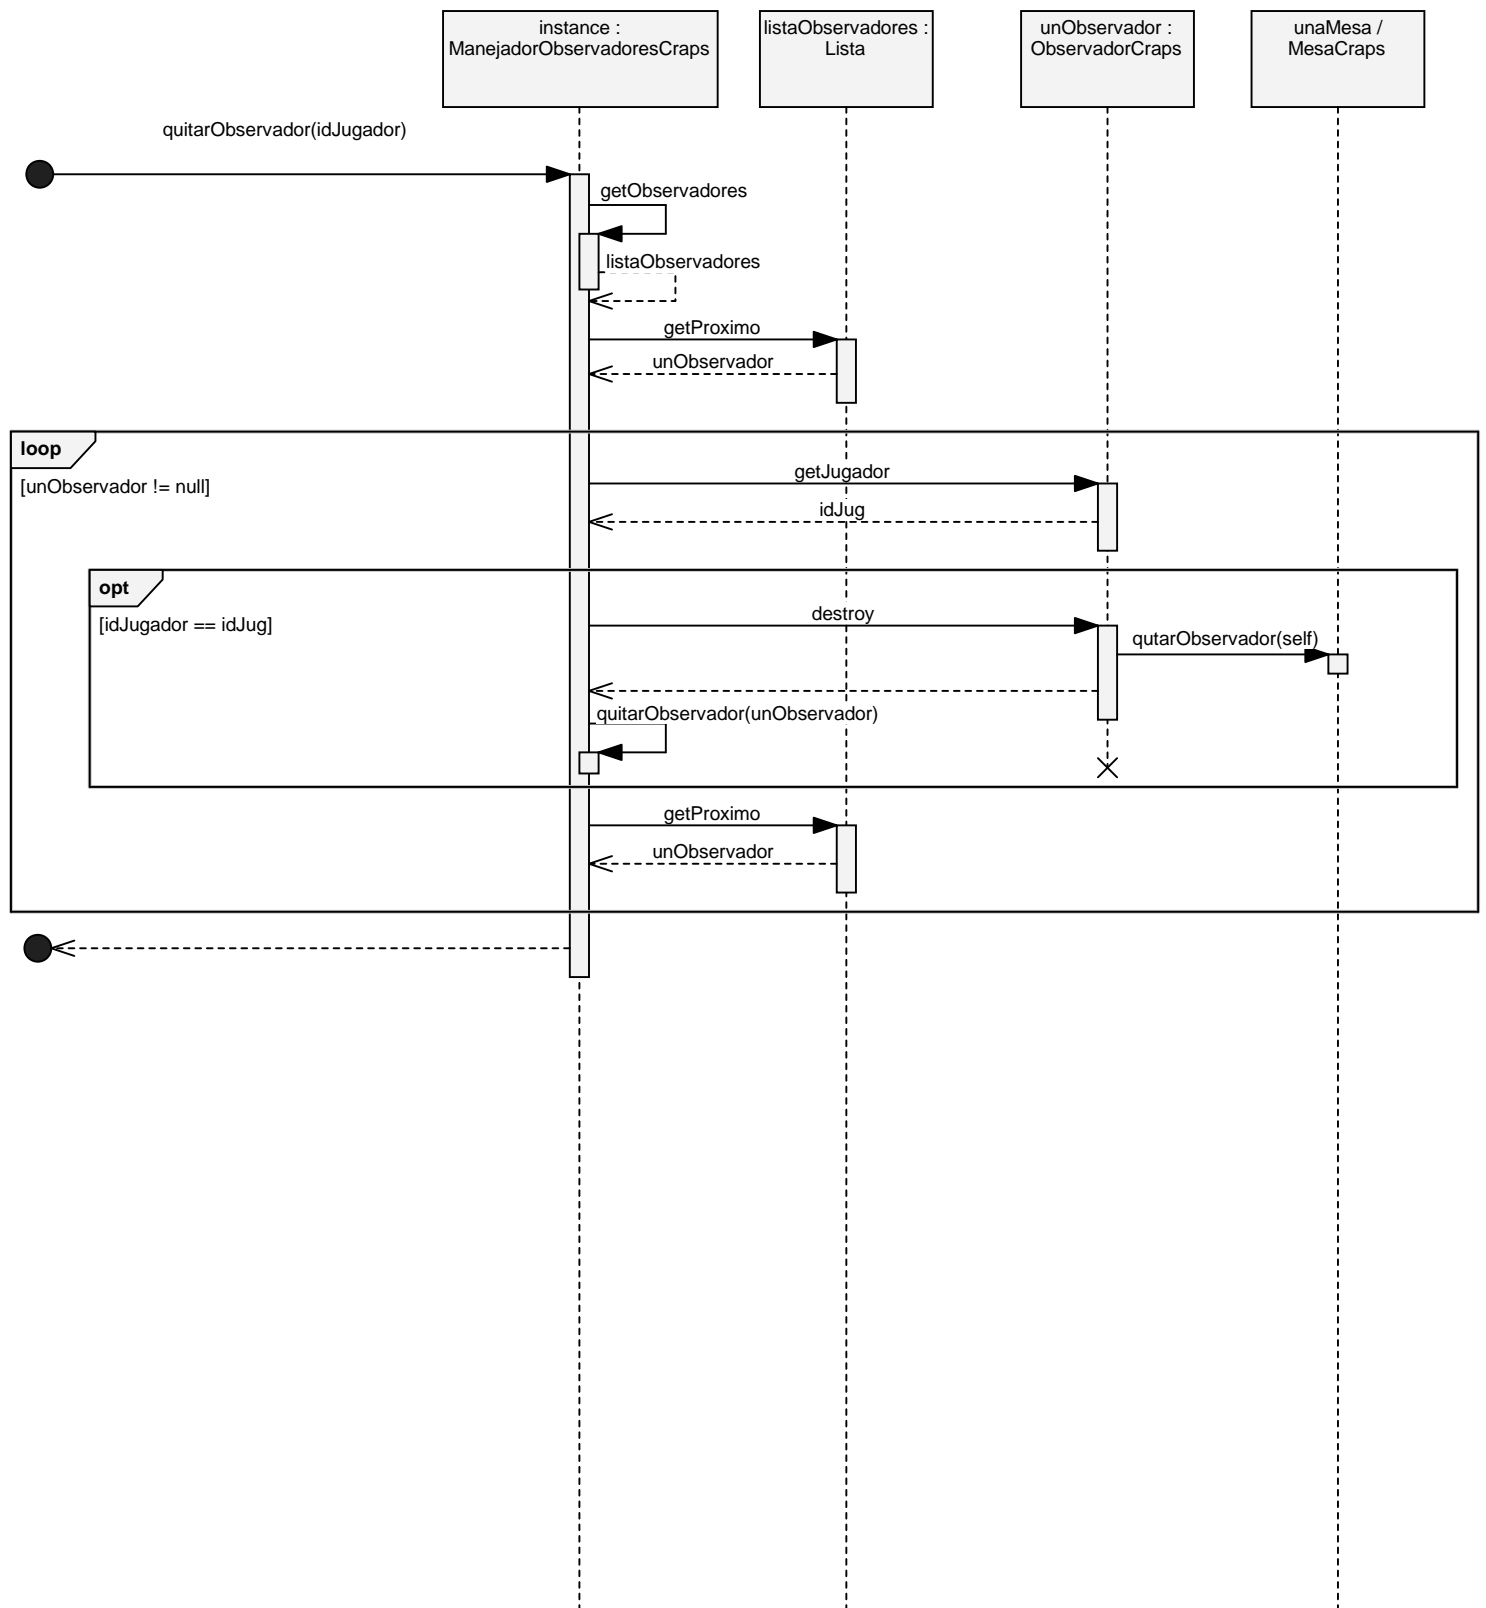 instance :
ManejadorObservadoresCraps
listaObservadores :
Lista
unObservador :
ObservadorCraps
unaMesa /
MesaCraps
quitarObservador(idJugador)
getObservadores
listaObservadores
getProximo
unObservador
loop
[unObservador != null]
getJugador
idJug
opt
[idJugador == idJug]
destroy
qutarObservador(self)
quitarObservador(unObservador)
getProximo
unObservador